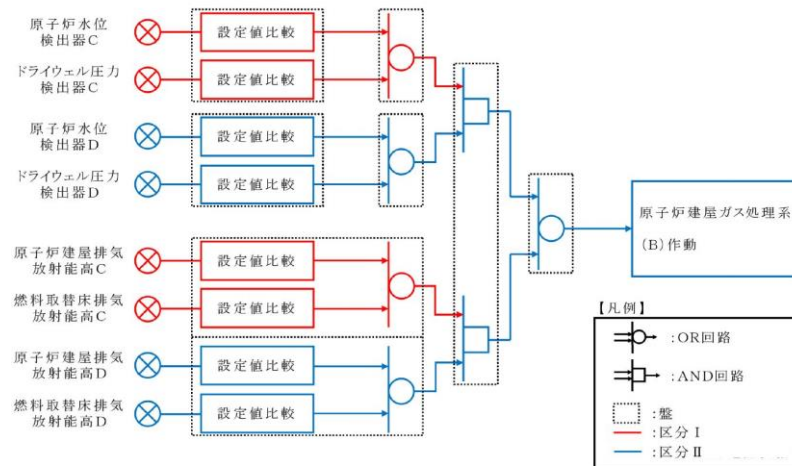 原子炉水位
検出器C
設定値比較
ドライウェル圧力
検出器C
設定値比較
原子炉水位
検出器D
設定値比較
ドライウェル圧力
検出器D
設定値比較
原子炉建屋ガス処理系
(B)作動
原子炉建屋排気
放射能高C
設定値比較
燃料取替床排気
放射能高C
設定値比較
原子炉建屋排気
放射能高D
設定値比較
燃料取替床排気
放射能高D
設定値比較
【凡例】
:OR回路
:AND回路
:盤
:区分Ⅰ
:区分Ⅱ